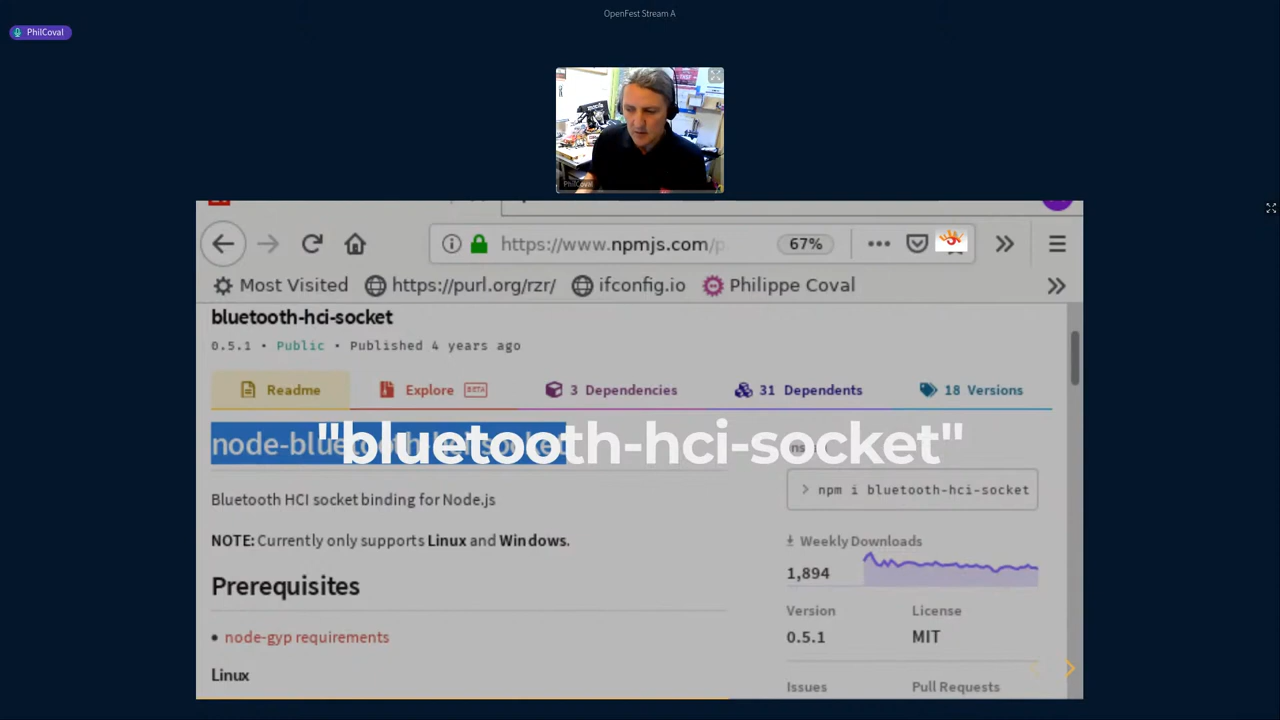 OpenFest Stream A
PhilCoval
PhilCoval
https://www.npmjs.com/p
67%
Most Visited
https://purl.org/rzr/
ifconfig.io
Philippe Coval
bluetooth-hci-socket
0.5.1 • Public • Published 4 years ago
Readme
Explore BETA
3 Dependencies
31 Dependents
18 Versions
"bluetooth-hci-socket"
Bluetooth HCI socket binding for Node.js
NOTE: Currently only supports Linux and Windows.
Prerequisites
• node-gyp requirements
Linux
> npm i bluetooth-hci-socket
Weekly Downloads
1,894
Version
0.5.1
License
MIT
Issues
Pull Requests